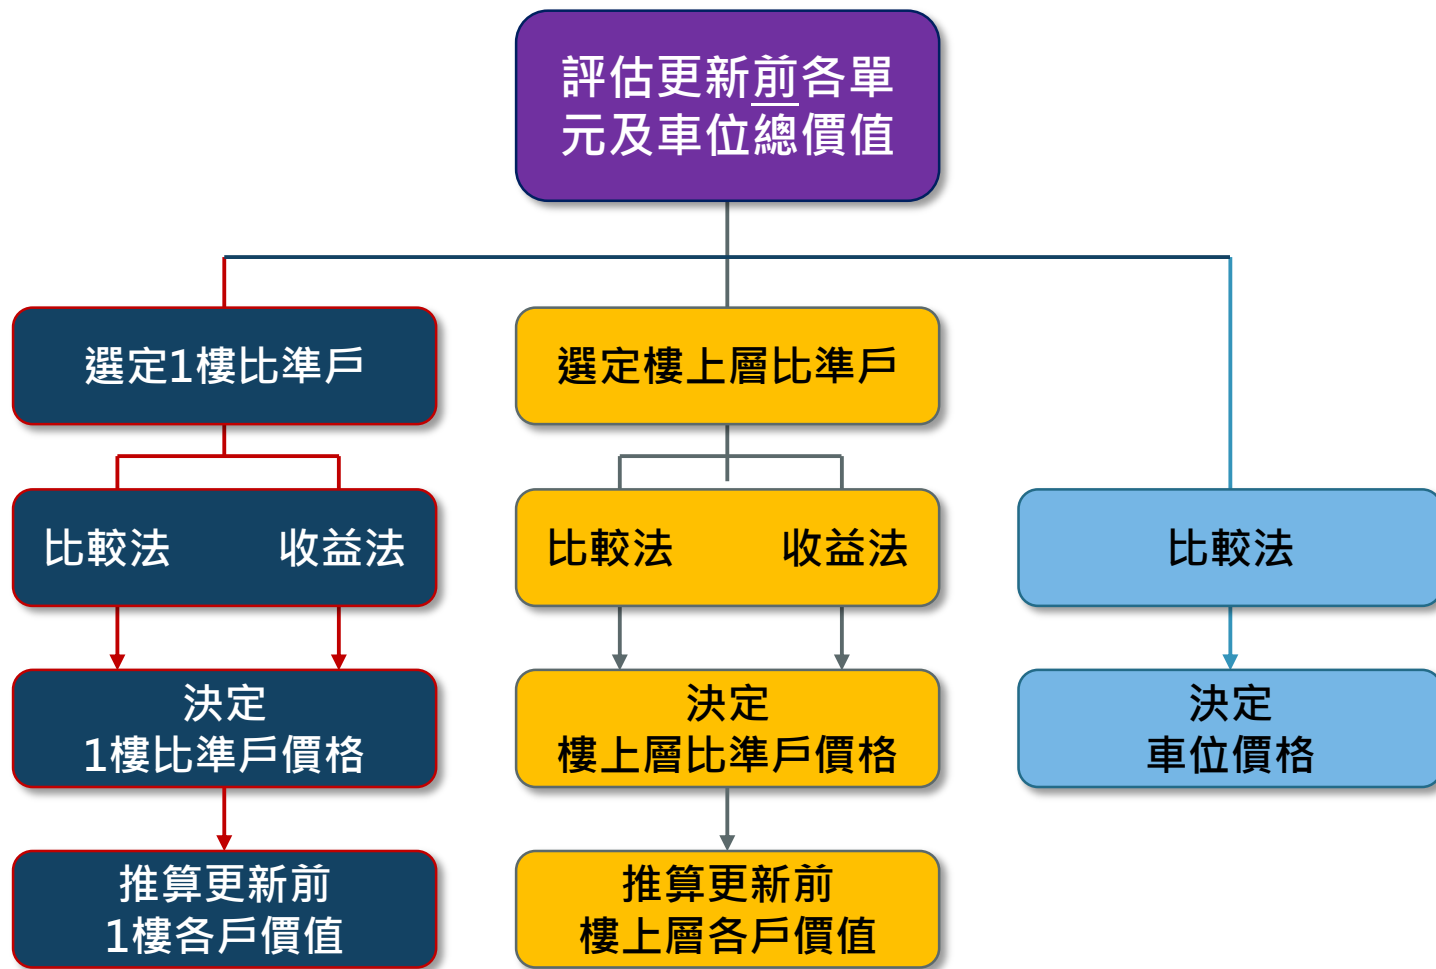 評估更新前各單
元及車位總價值
選定1樓比準戶
選定樓上層比準戶
比較法 收益法
比較法 收益法
比較法
決定
1樓比準戶價格
決定
樓上層比準戶價格
決定
車位價格
推算更新前
1樓各戶價值
推算更新前
樓上層各戶價值